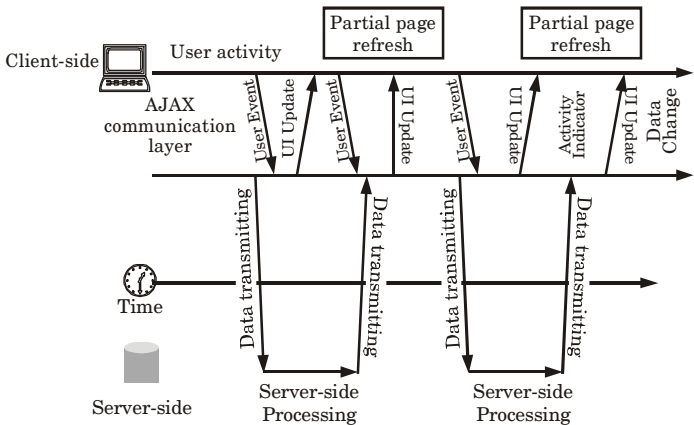 Partial page
refresh
Partial page
refresh
Client-side
User activity
AJAX
communication
layer
User Event
UI Update
User Event
UI Update
User Event
UI Update
Activity
Indicator
UI Update
Data
Change
Data transmitting
Data transmitting
Data transmitting
Data transmitting
Time
Server-side
Server-side
Processing
Server-side
Processing